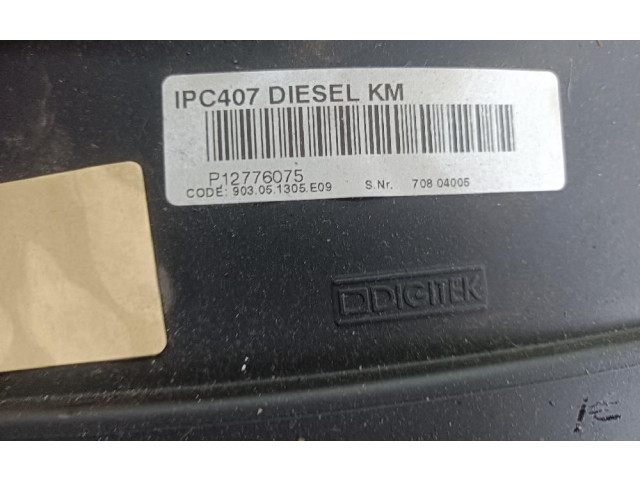 IPC407 DIESEL KM
P12776075
CODE: 903.05.1305.E09 S.Nr. 708 04005
DDIGITEK